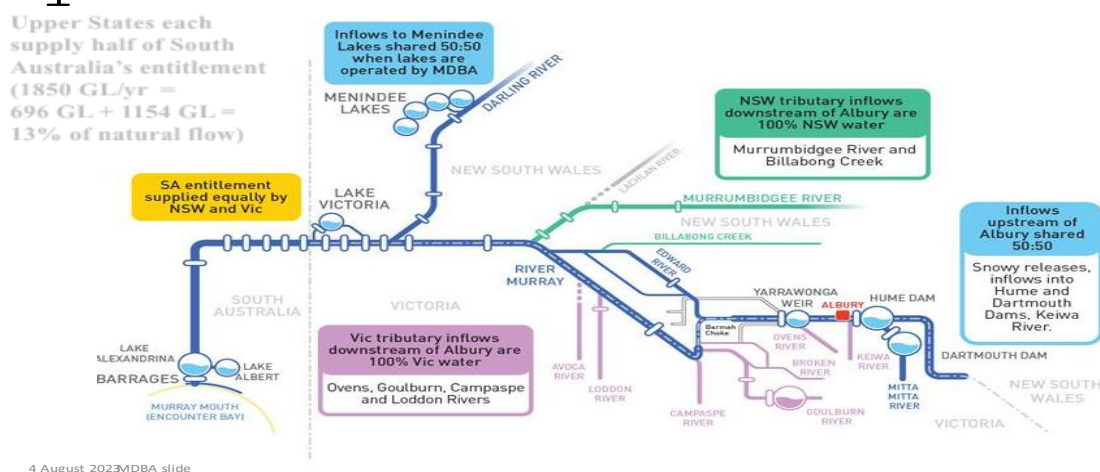 Upper States each
supply half of South
Australia's entitlement
(1850 GL/yr =
696 GL + 1154 GL =
13% of natural flow)
Inflows to Menindee
Lakes shared 50:50
when lakes are
operated by MDBA
MENINDEE
LAKES
DARLING RIVER
NSW tributary inflows
downstream of Albury are
100% NSW water
Murrumbidgee River and
Billabong Creek
NEW SOUTH WALES
LACHLAN RIVER
SA entitlement
supplied equally by
NSW and Vic
LAKE
VICTORIA
MURRUMBIDGEE RIVER
NEW SOUTH WALES
BILLABONG CREEK
Inflows
upstream of
Albury shared
50:50
Snowy releases,
inflows into
Hume and
Dartmouth
Dams, Keiwa
River.
RIVER
MURRAY
EDWARD
RIVER
YARRAWONGA
WEIR
ALBURY
HUME DAM
SOUTH
AUSTRALIA
VICTORIA
Barmah
Choke
OVENS
RIVER
BROKEN
RIVER
KEIWA
RIVER
DARTMOUTH DAM
Vic tributary inflows
downstream of Albury are
100% Vic water
Ovens, Goulburn, Campaspe
and Loddon Rivers
LAKE
ALEXANDRINA
LAKE
ALBERT
BARRAGES
MURRAY MOUTH
(ENCOUNTER BAY)
AVOCA
RIVER
LODDON
RIVER
CAMPASPE
RIVER
GOULBURN
RIVER
MITTA
MITTA
RIVER
NEW SOUTH
WALES
VICTORIA
4 August 2023MDBA slide